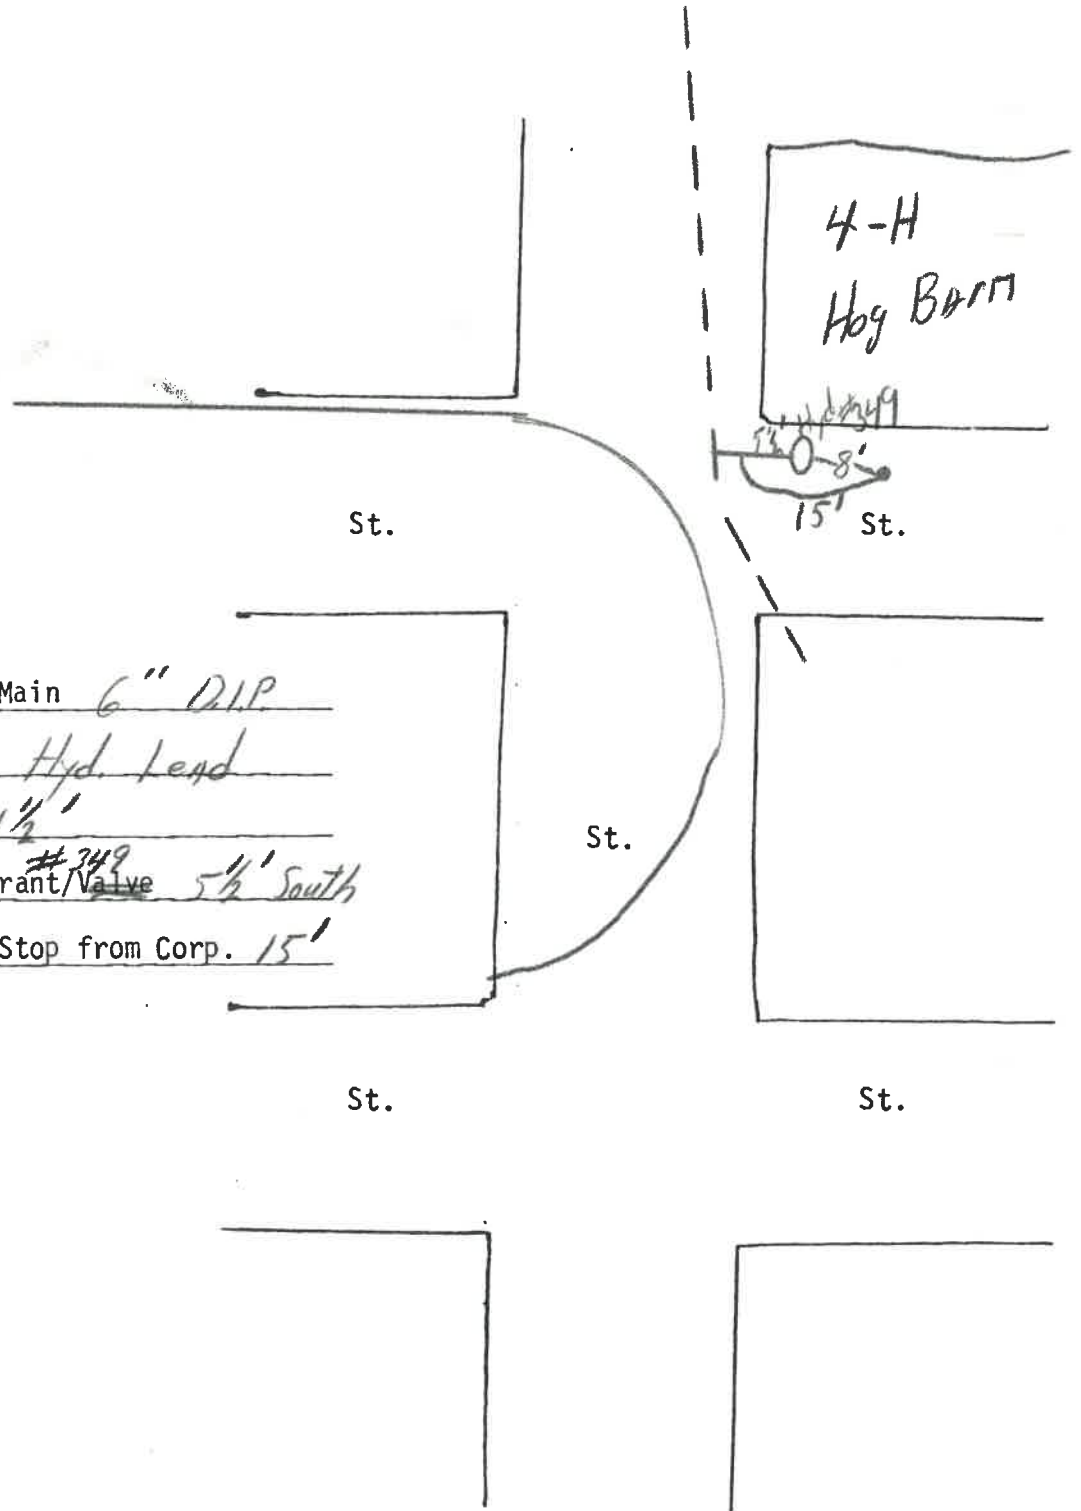 4-H
Hog Barn
Hyd #349
5½'
8'
15'
St.
St.
Main 6" D.I.P.
Hyd. Lead
½'
#349
rant/Valve 5½' South
Stop from Corp. 15'
St.
St.
St.